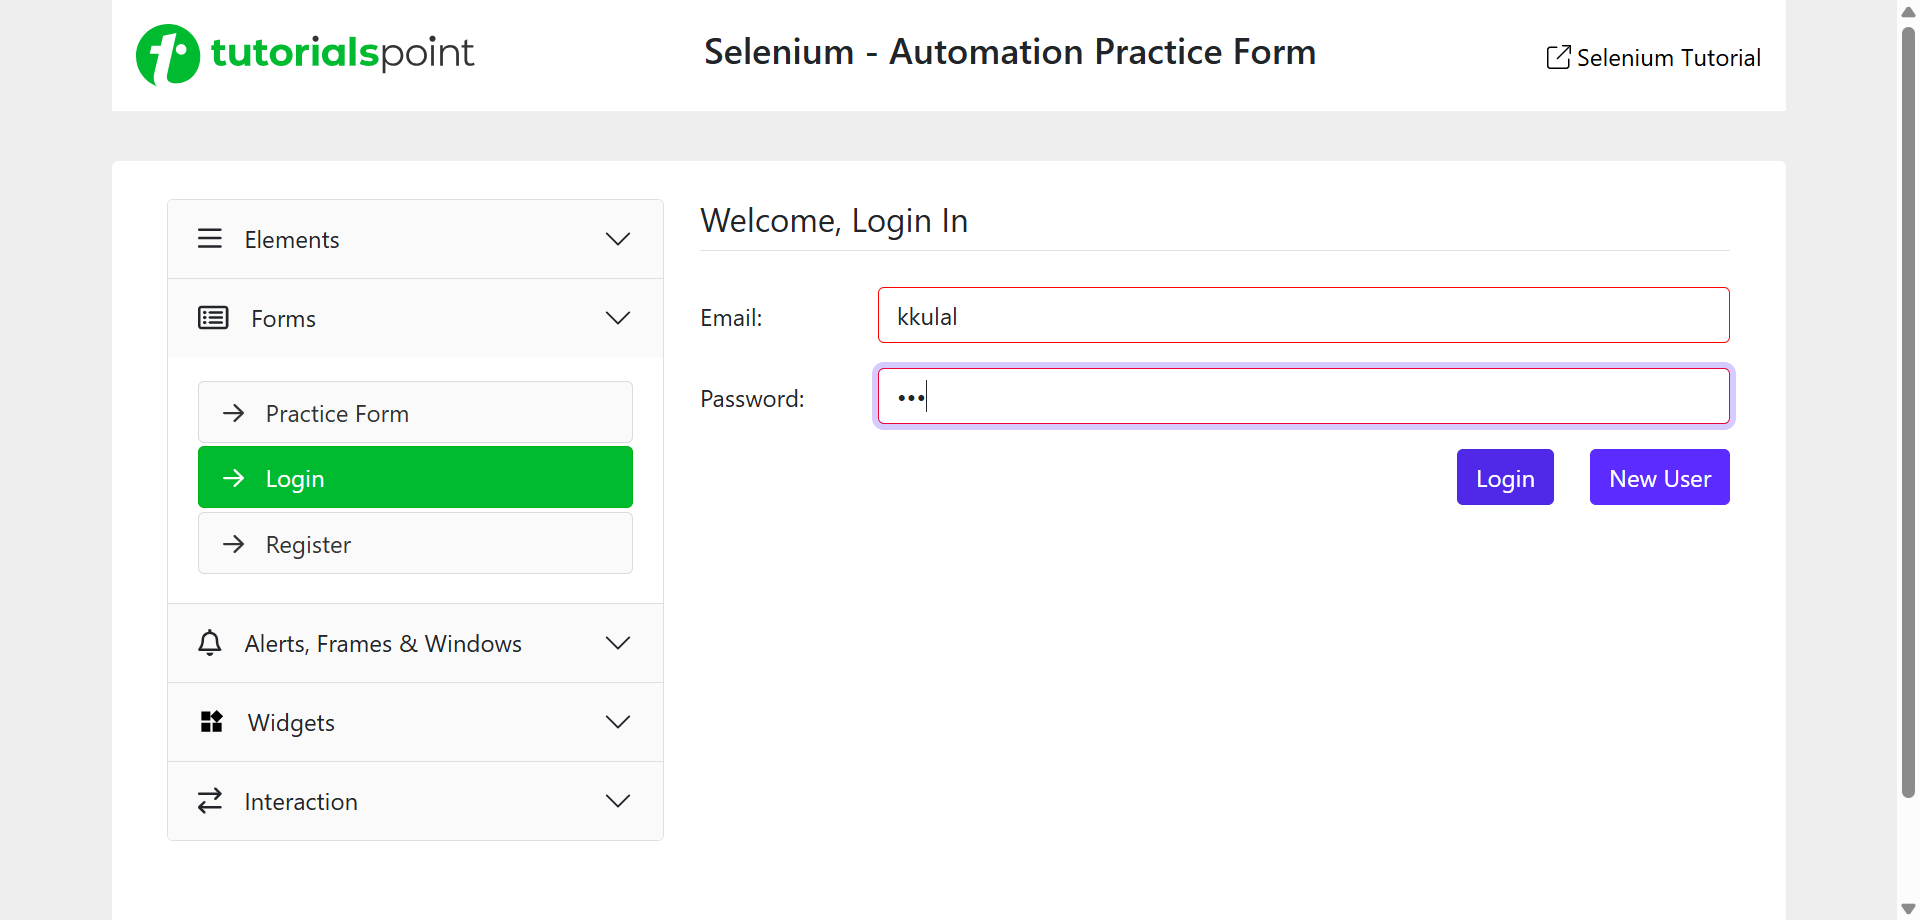 tutorialspoint
Selenium - Automation Practice Form
Selenium Tutorial
Elements
Forms
Practice Form
Login
Register
Alerts, Frames & Windows
Widgets
Interaction
Welcome, Login In
Email:
kkulal
Password:
•••
Login
New User